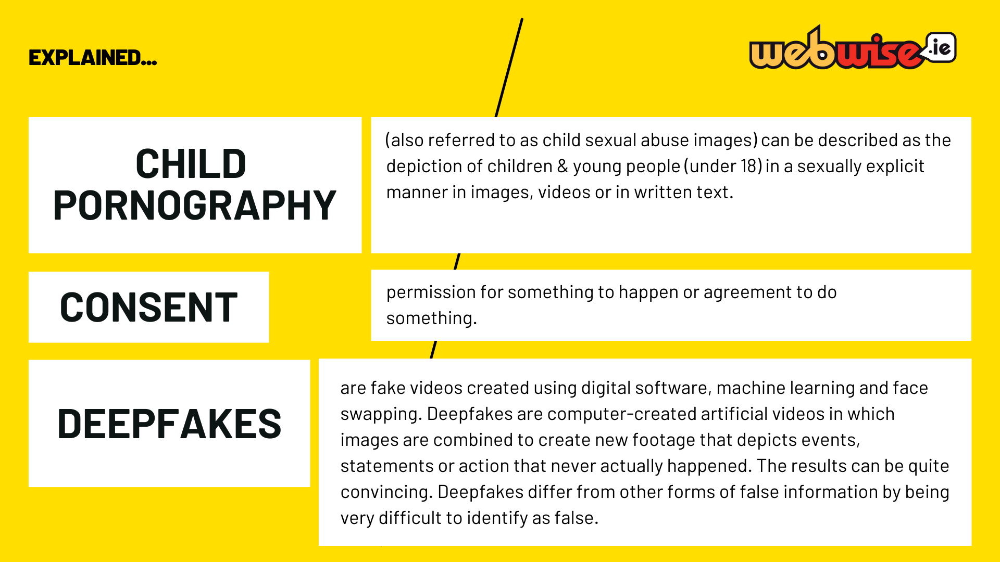 EXPLAINED...
webwise.ie
CHILD
PORNOGRAPHY
(also referred to as child sexual abuse images) can be described as the
depiction of children & young people (under 18) in a sexually explicit
manner in images, videos or in written text.
CONSENT
permission for something to happen or agreement to do
something.
DEEPFAKES
are fake videos created using digital software, machine learning and face
swapping. Deepfakes are computer-created artificial videos in which
images are combined to create new footage that depicts events,
statements or action that never actually happened. The results can be quite
convincing. Deepfakes differ from other forms of false information by being
very difficult to identify as false.